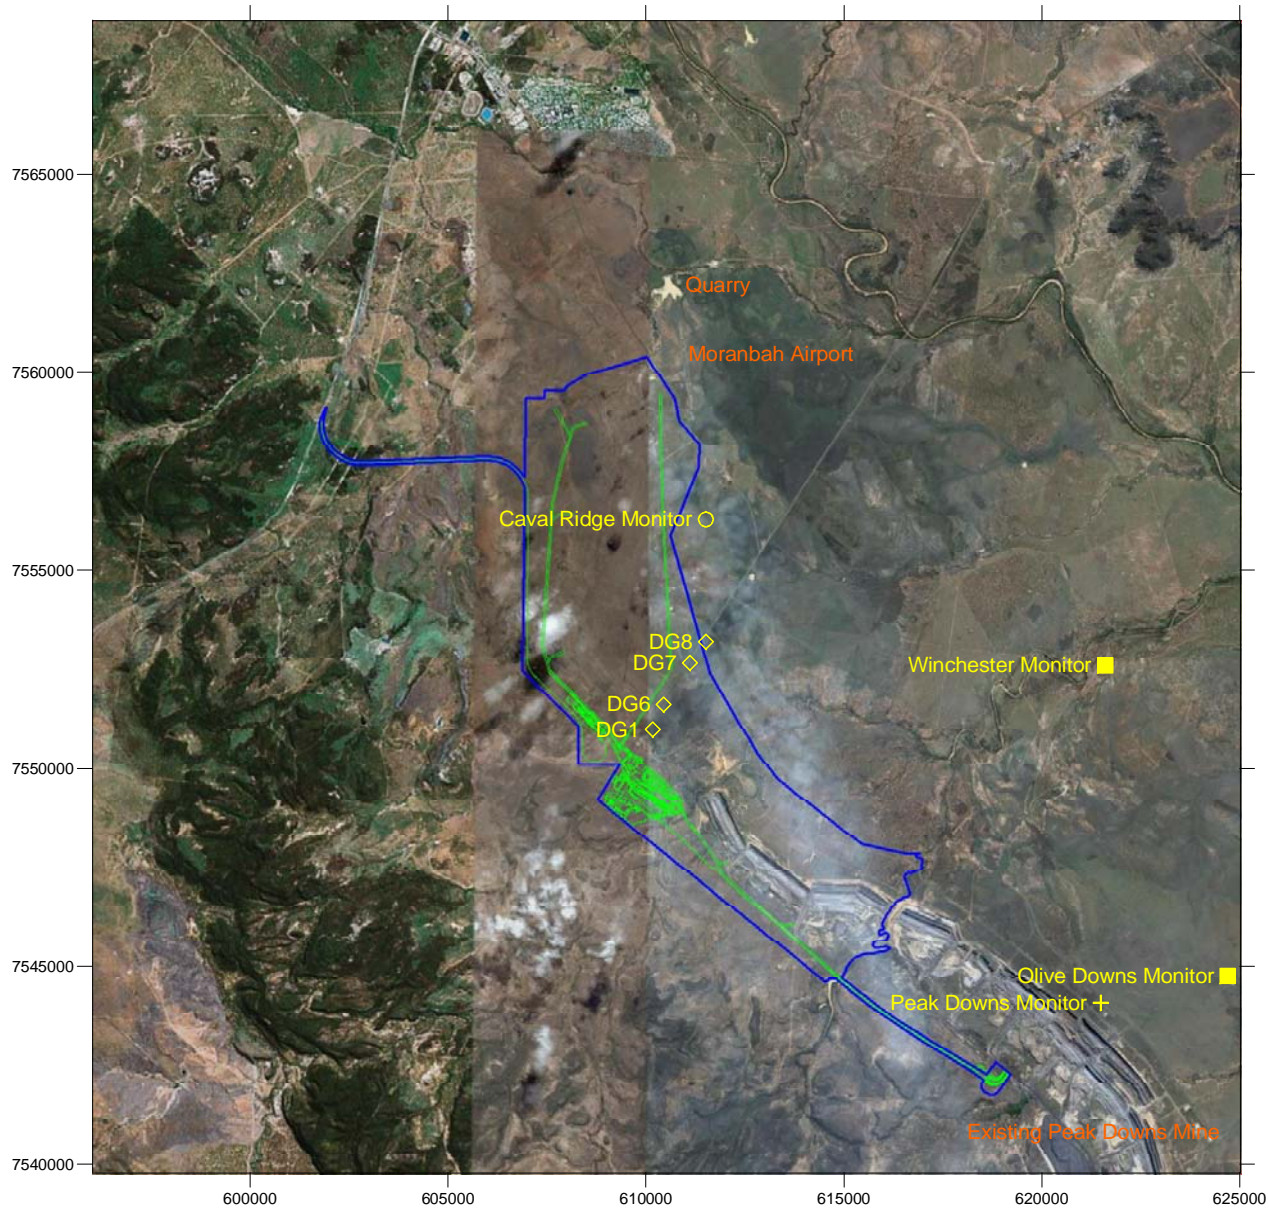 7565000
Quarry
Moranbah Airport
7560000
Caval Ridge Monitor
7555000
DG8
DG7
Winchester Monitor
DG6
DG1
7550000
7545000
Olive Downs Monitor
Peak Downs Monitor
Existing Peak Downs Mine
7540000
600000 605000 610000 615000 620000 625000